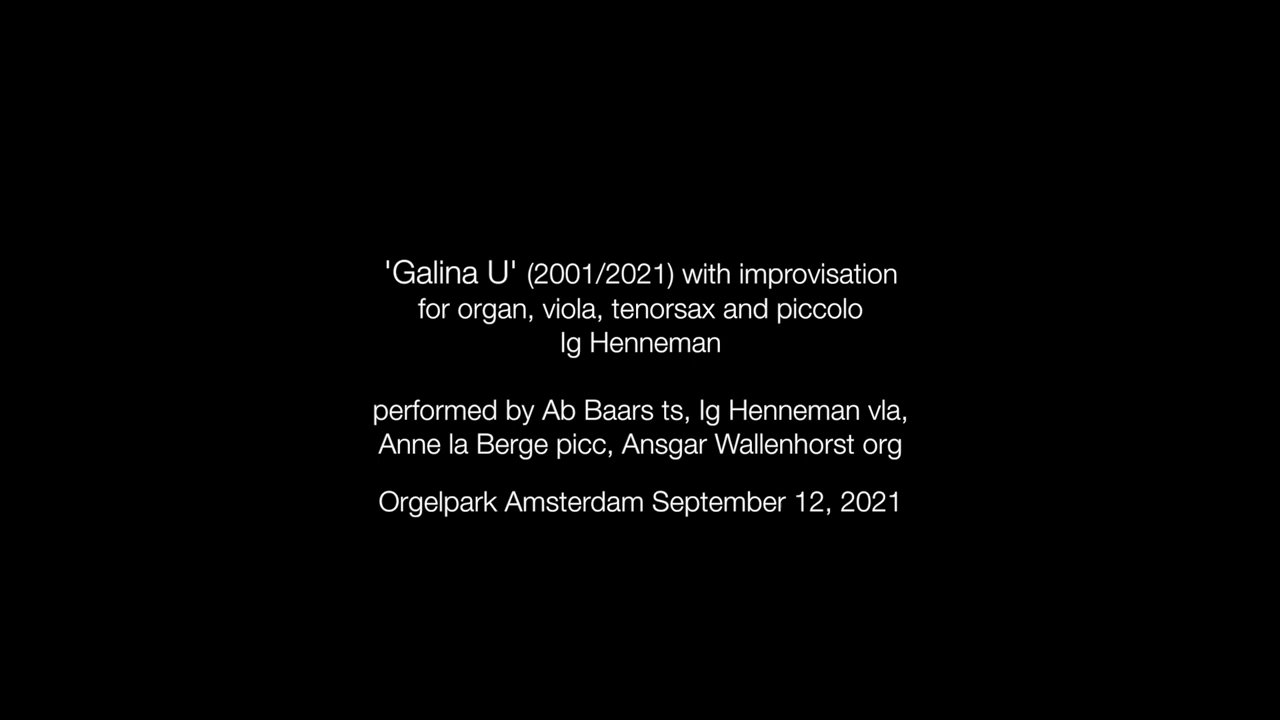 'Galina U' (2001/2021) with improvisation
for organ, viola, tenorsax and piccolo
Ig Henneman
performed by Ab Baars ts, Ig Henneman vla,
Anne la Berge picc, Ansgar Wallenhorst org
Orgelpark Amsterdam September 12, 2021